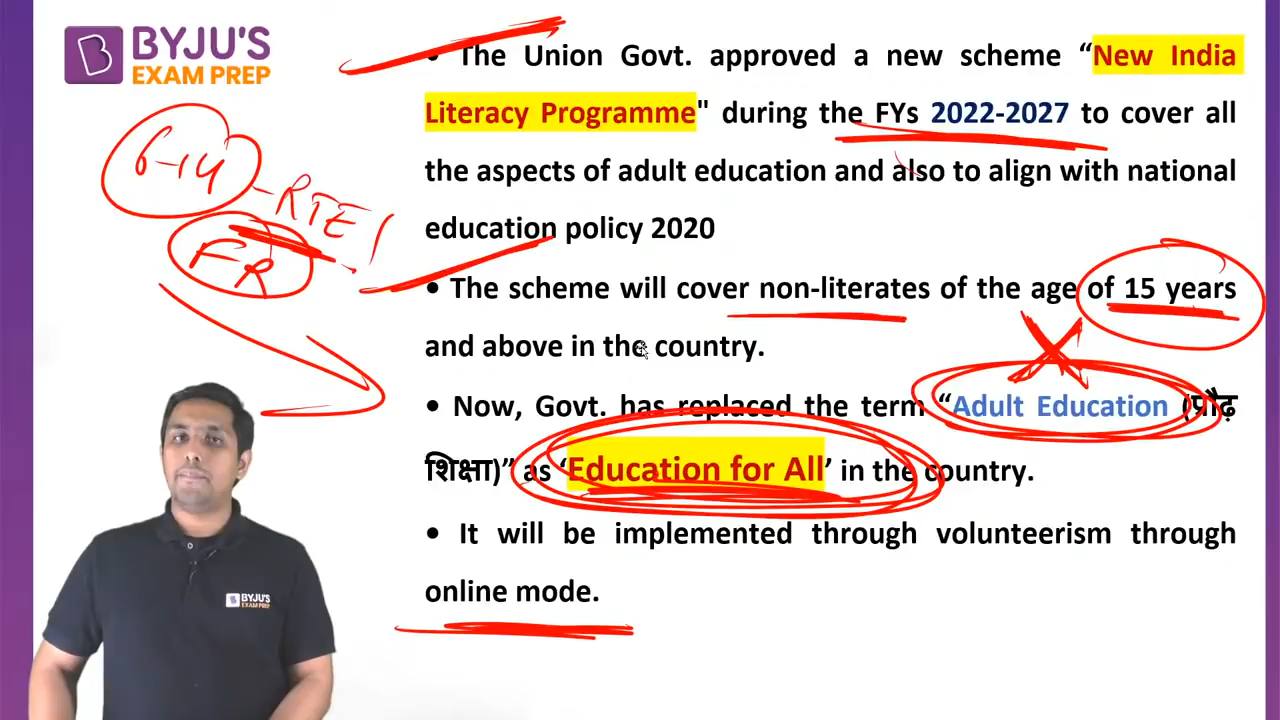 BYJU'S
EXAM PREP
• The Union Govt. approved a new scheme “New India
Literacy Programme" during the FYs 2022-2027 to cover all
the aspects of adult education and also to align with national
education policy 2020
• The scheme will cover non-literates of the age of 15 years
and above in the country.
• Now, Govt. has replaced the term “Adult Education (प्रौढ़
शिक्षा)” as ‘Education for All’ in the country.
• It will be implemented through volunteerism through
online mode.
6-14
-RTE
FR
BYJU'S
EXAM PREP